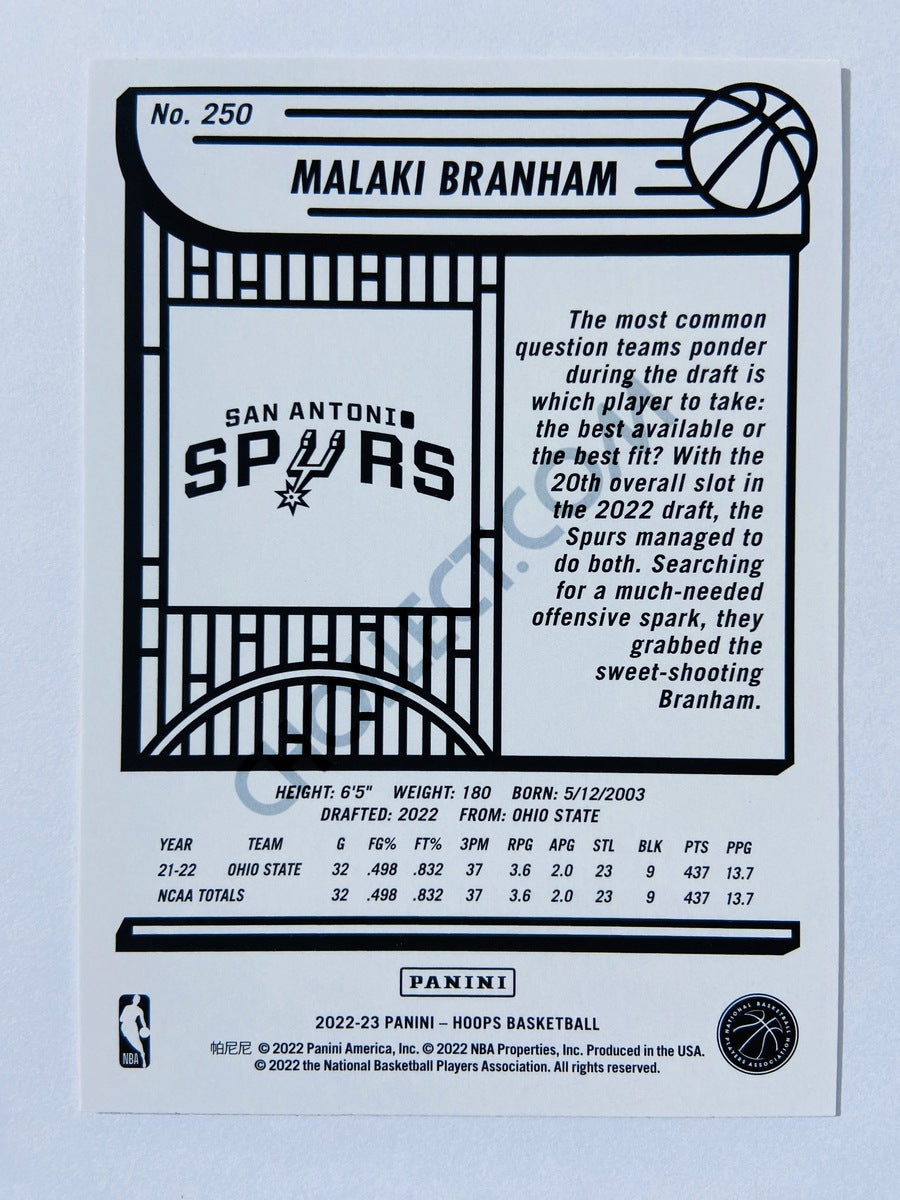 No. 250
MALAKI BRANHAM
SAN ANTONIO
SPURS
The most common
question teams ponder
during the draft is
which player to take:
the best available or
the best fit? With the
20th overall slot in
the 2022 draft, the
Spurs managed to
do both. Searching
for a much-needed
offensive spark, they
grabbed the
sweet-shooting
Branham.
CHOLLECT.COM
HEIGHT: 6'5" WEIGHT: 180 BORN: 5/12/2003
DRAFTED: 2022 FROM: OHIO STATE
YEAR TEAM G FG% FT% 3PM RPG APG STL BLK PTS PPG
21-22 OHIO STATE 32 .498 .832 37 3.6 2.0 23 9 437 13.7
NCAA TOTALS 32 .498 .832 37 3.6 2.0 23 9 437 13.7
PANINI
2022-23 PANINI – HOOPS BASKETBALL
帕尼尼 © 2022 Panini America, Inc. © 2022 NBA Properties, Inc. Produced in the USA.
© 2022 the National Basketball Players Association. All rights reserved.
NBA
NATIONAL BASKETBALL
PLAYERS ASSOCIATION